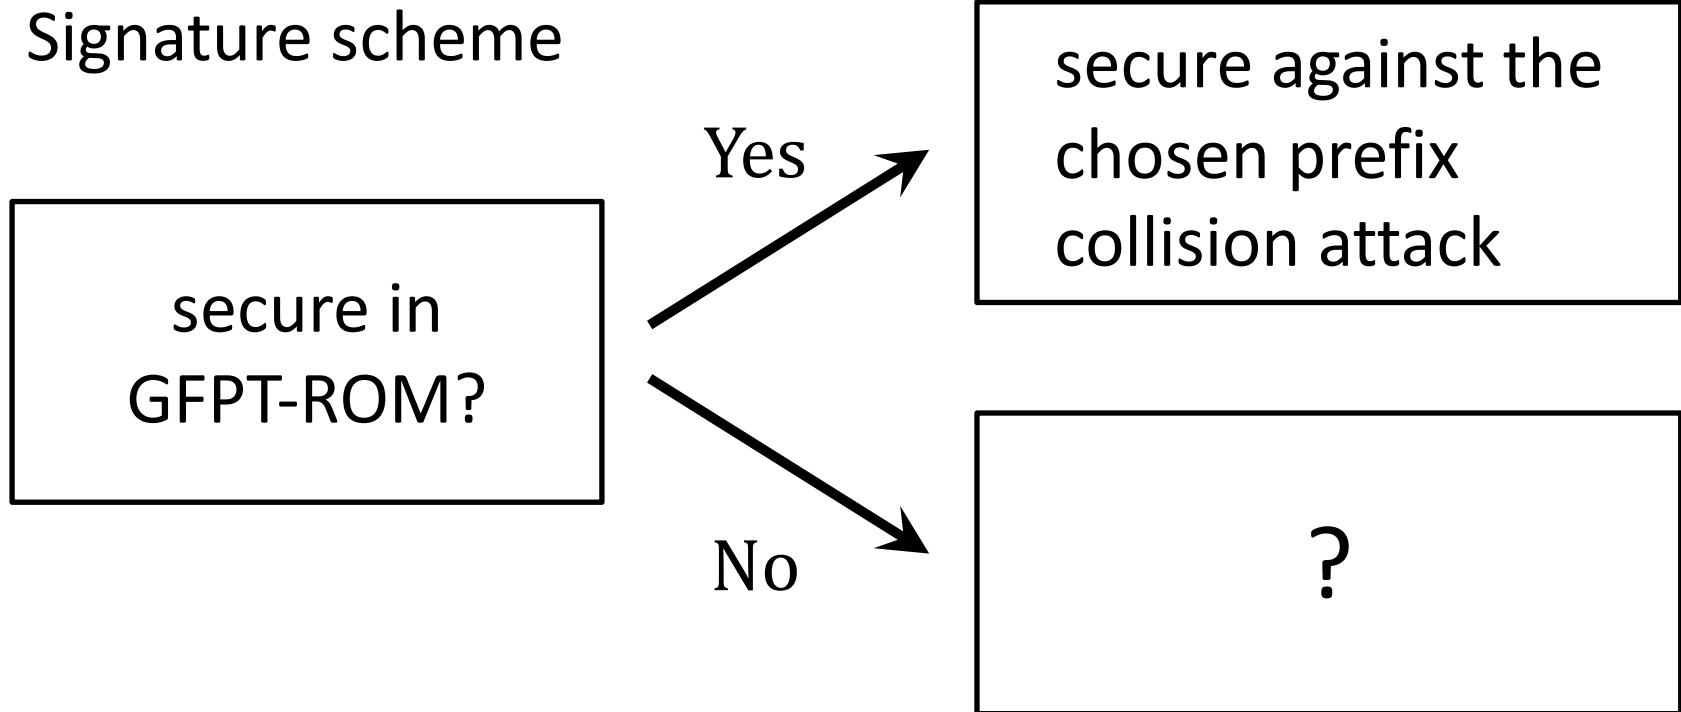 Signature scheme
secure in
GFPT-ROM?
Yes
secure against the
chosen prefix
collision attack
No
?